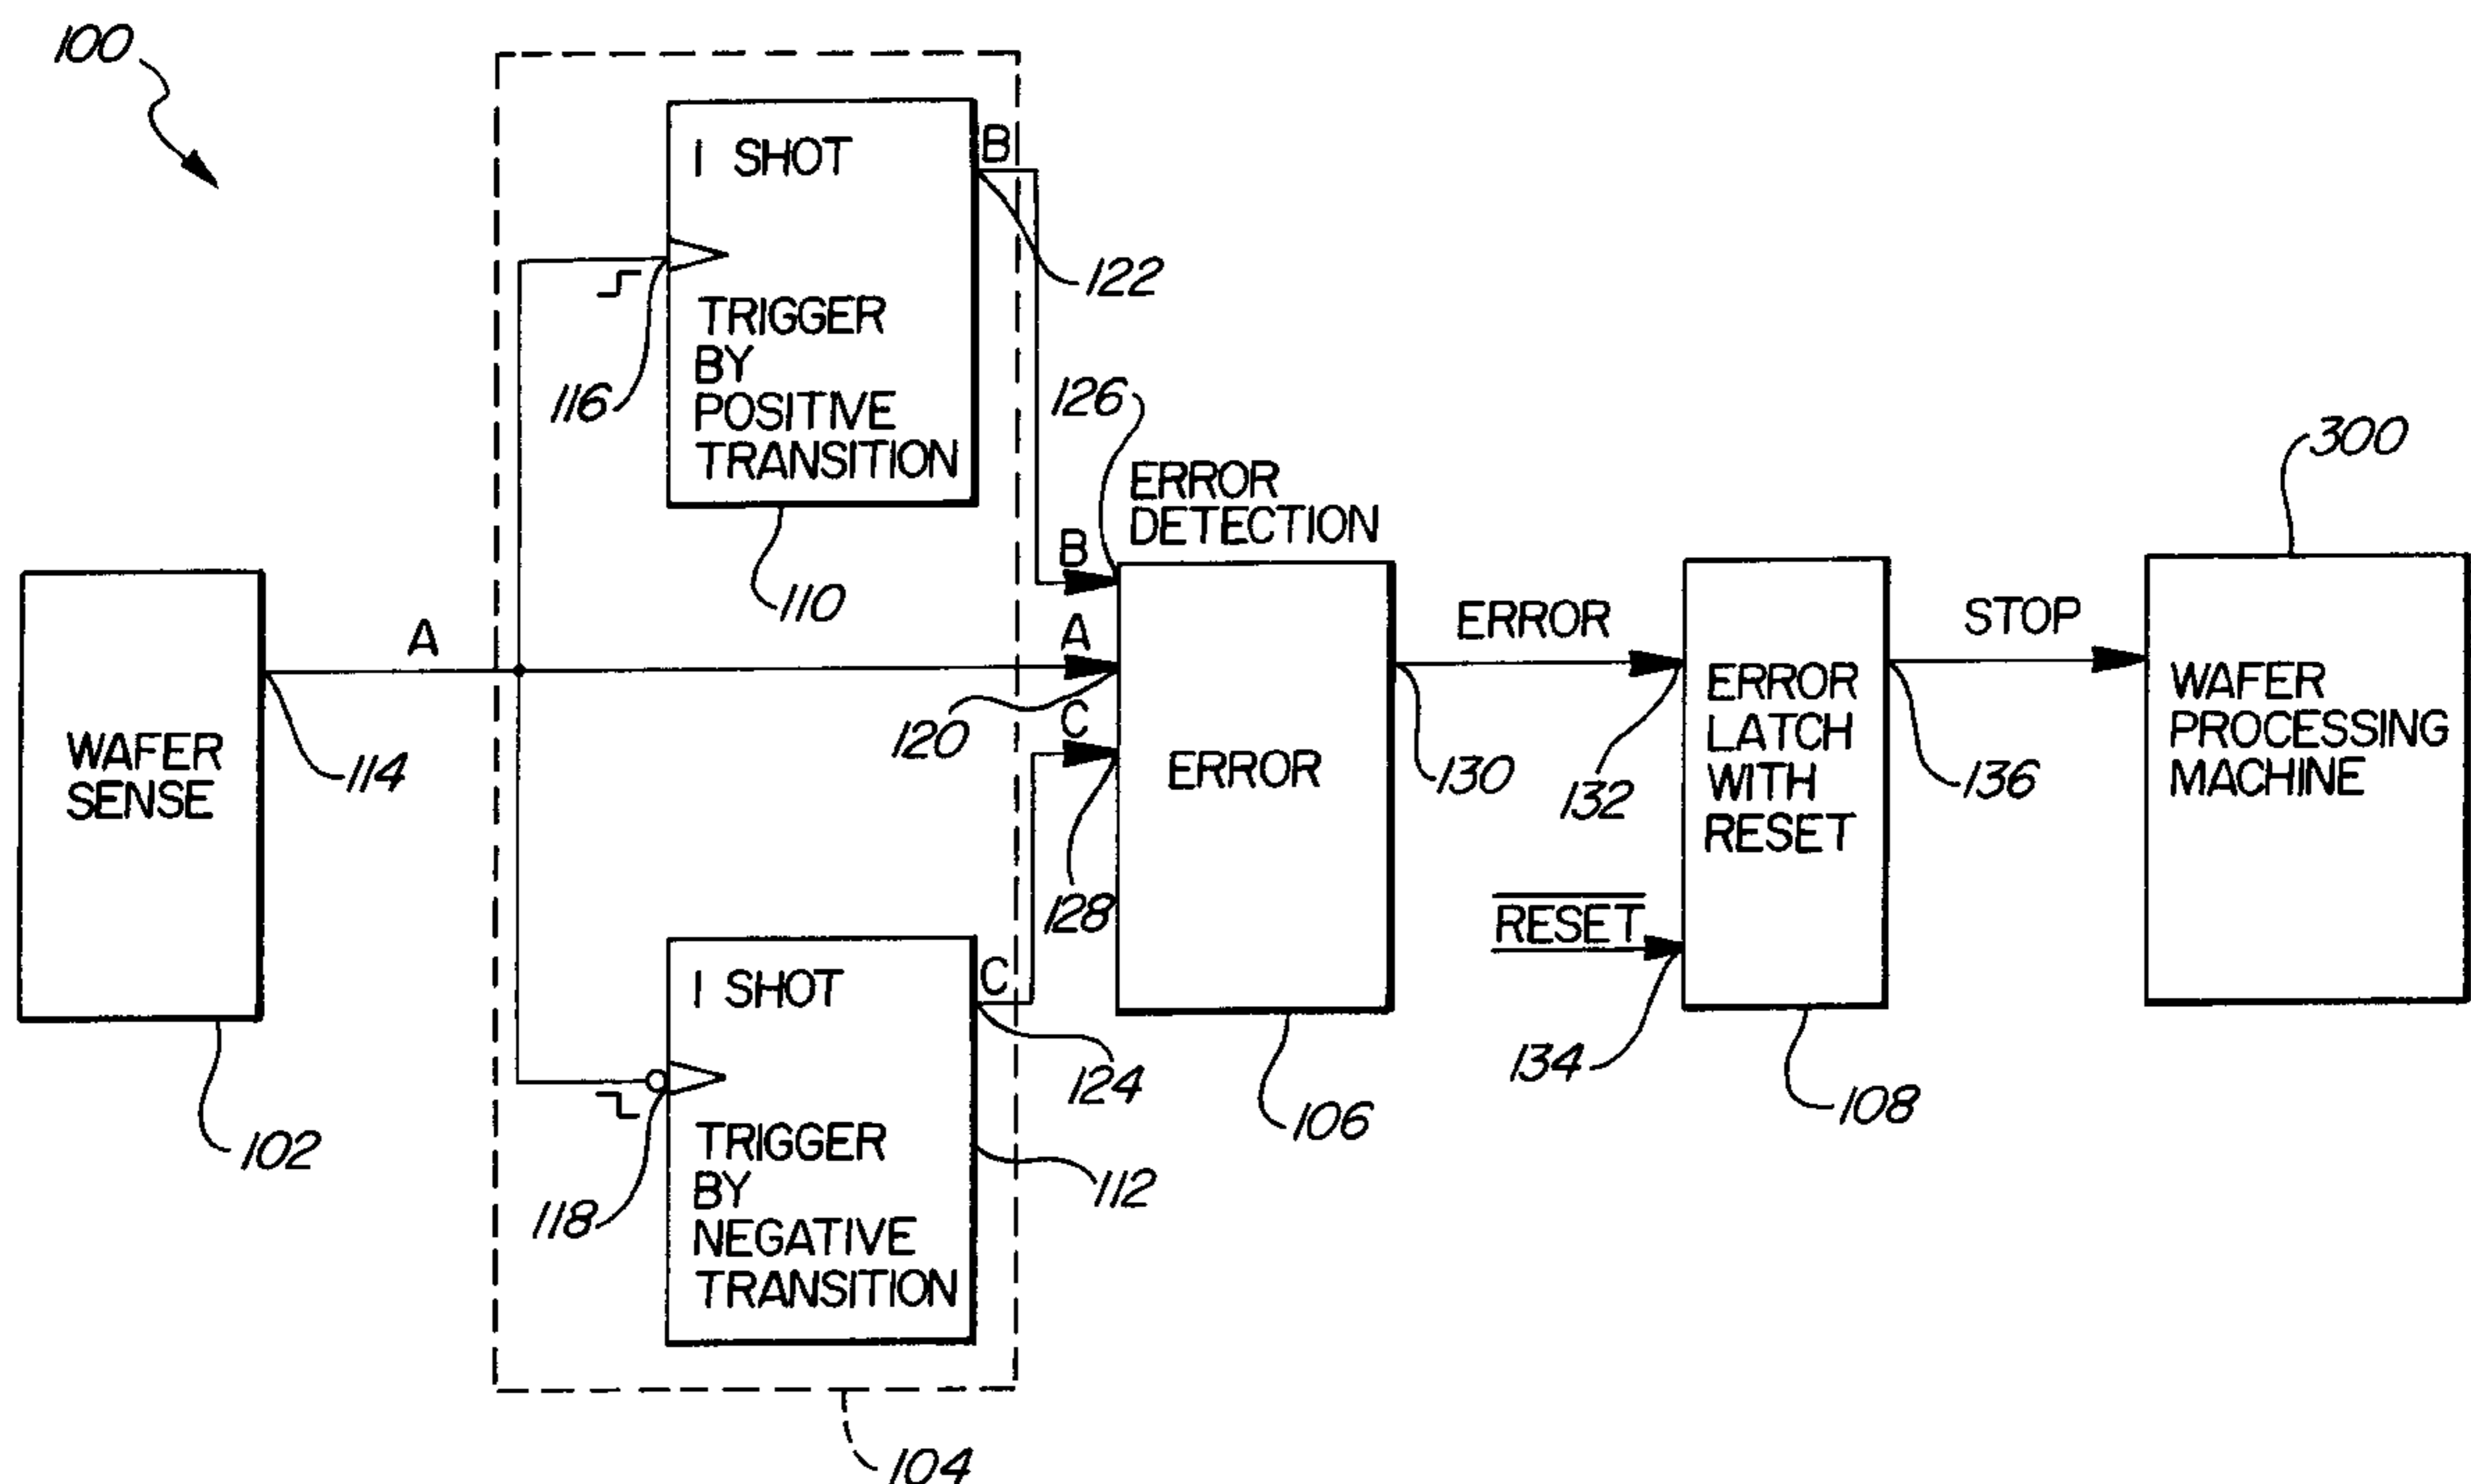 100
1 SHOT
B
122
TRIGGER
BY
POSITIVE
TRANSITION
116
110
126
ERROR
DETECTION
B
A
C
120
128
ERROR
106
A
WAFER
SENSE
114
102
1 SHOT
C
124
TRIGGER
BY
NEGATIVE
TRANSITION
118
112
104
ERROR
130
132
ERROR
LATCH
WITH
RESET
RESET
134
108
STOP
136
300
WAFER
PROCESSING
MACHINE